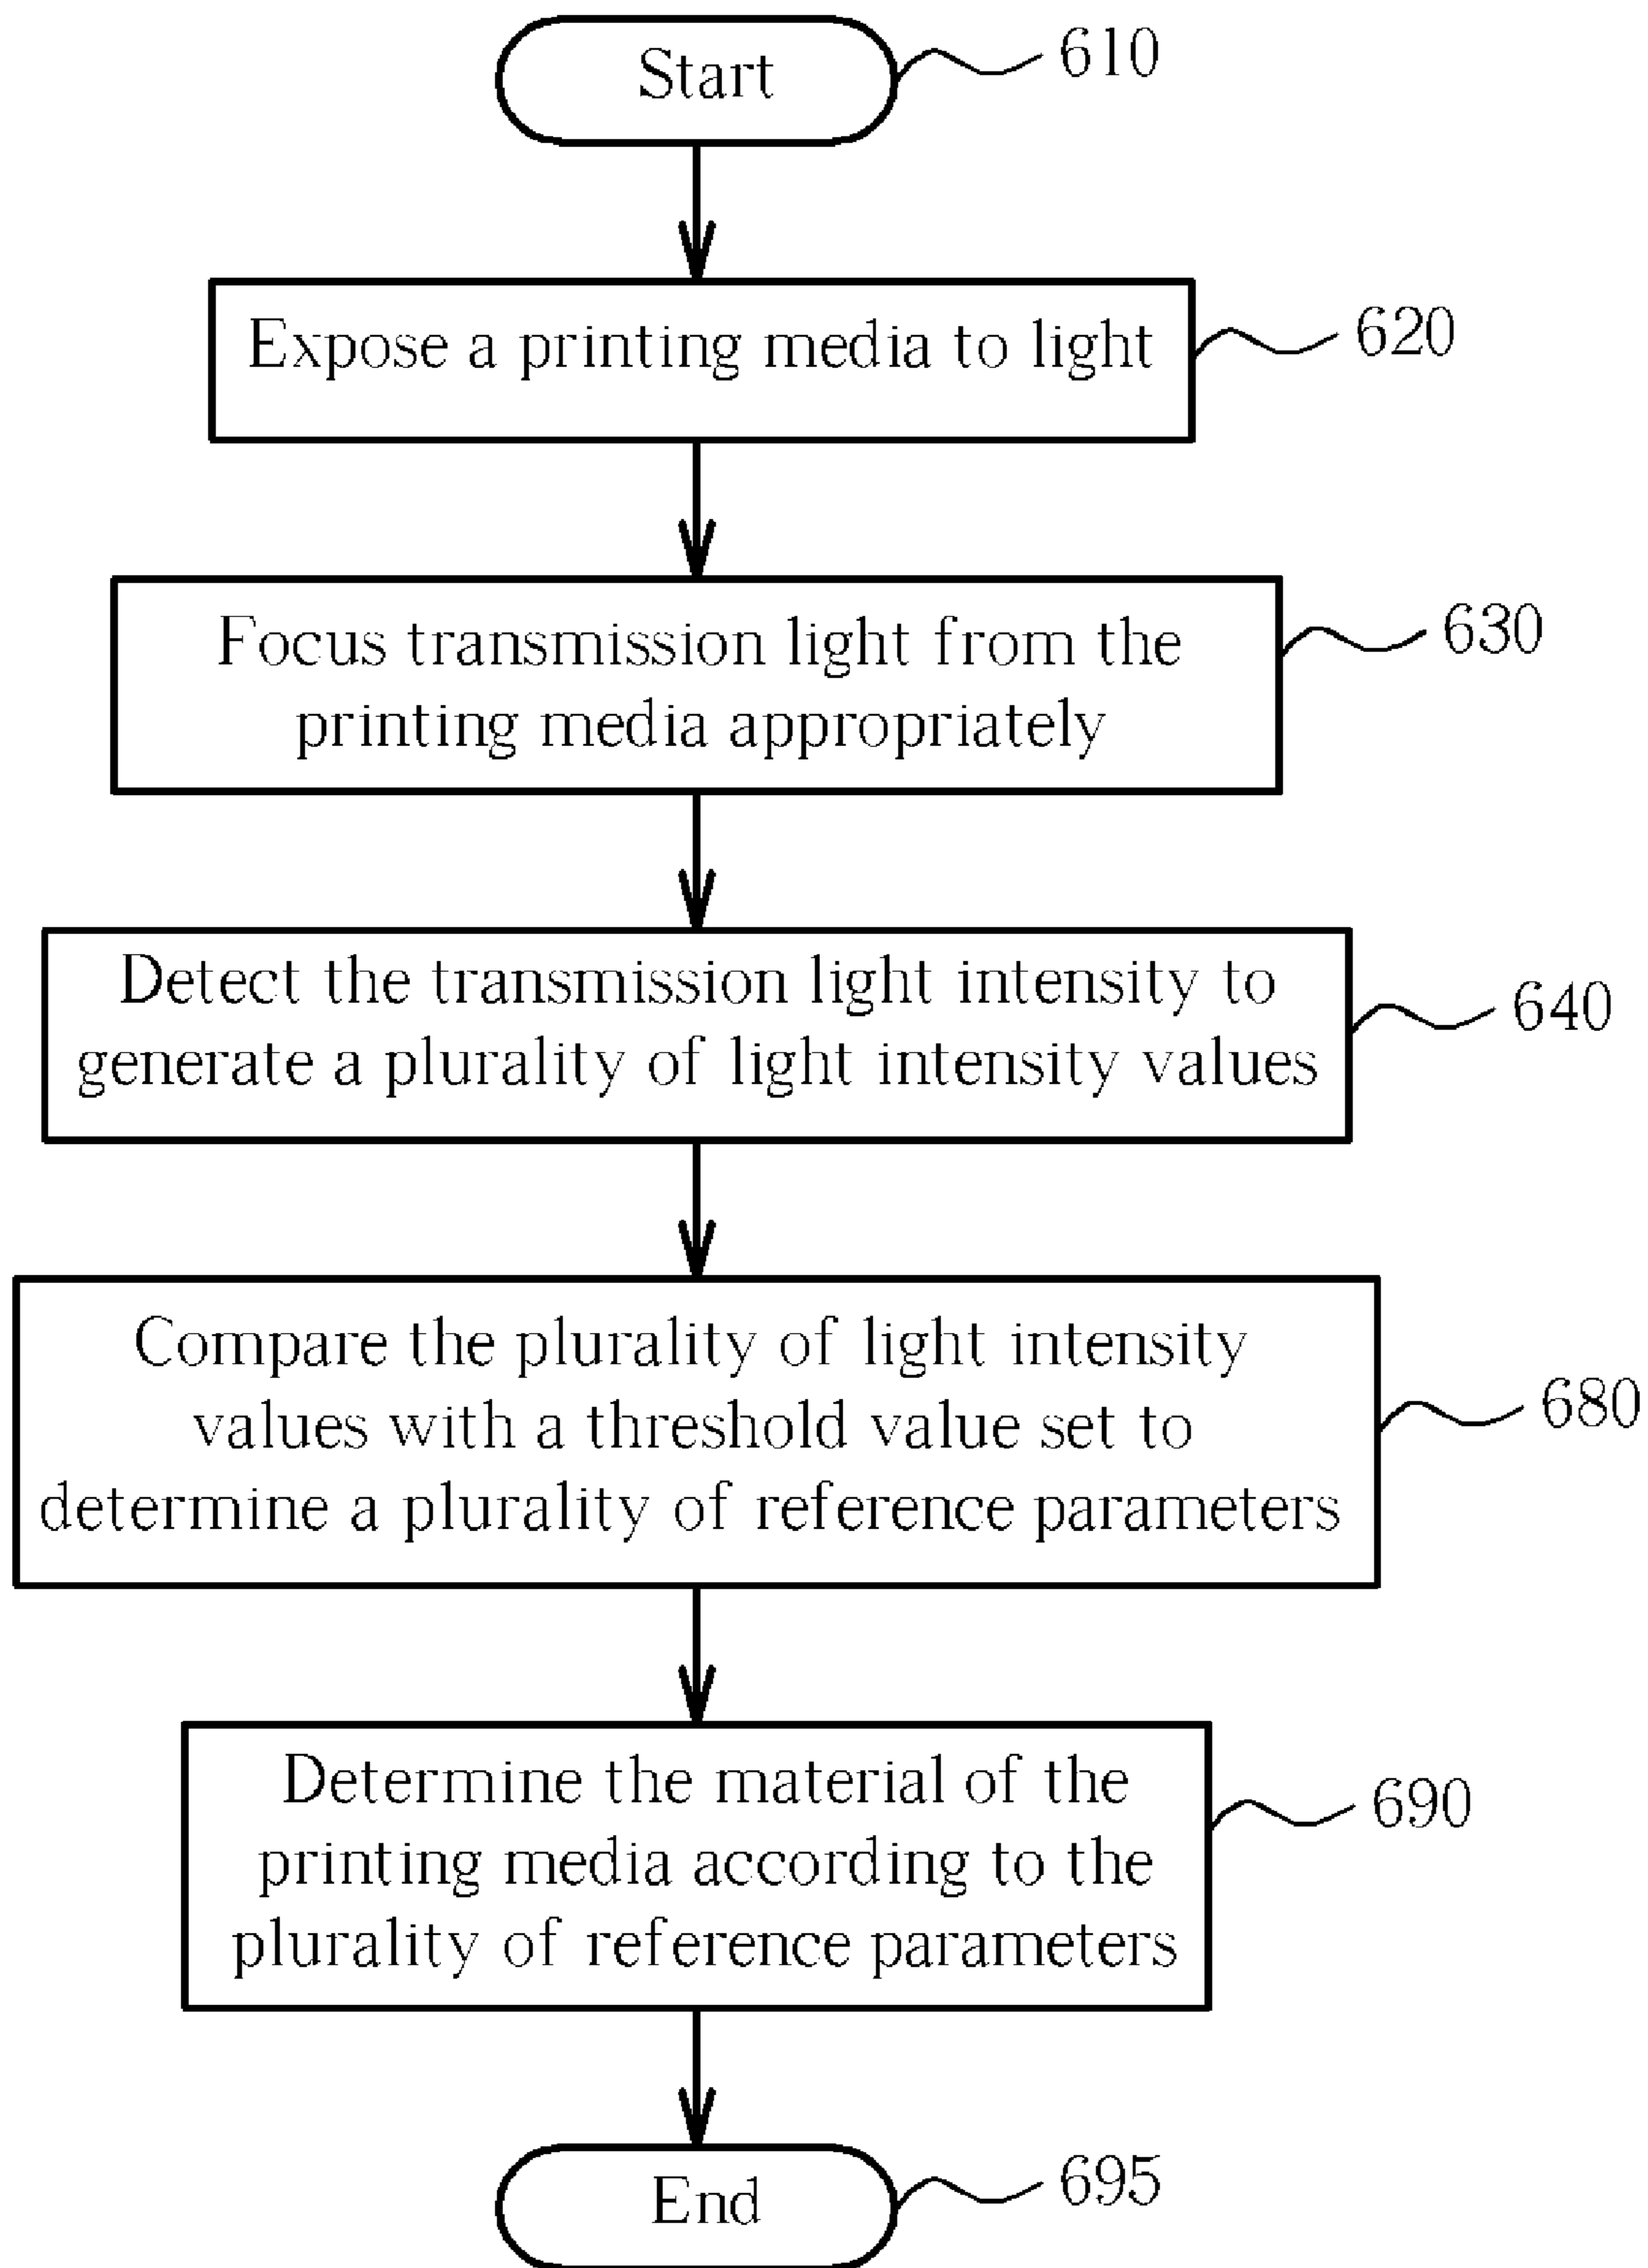 Start
610
Expose a printing media to light
620
Focus transmission light from the
printing media appropriately
630
Detect the transmission light intensity to
generate a plurality of light intensity values
640
Compare the plurality of light intensity
values with a threshold value set to
determine a plurality of reference parameters
680
Determine the material of the
printing media according to the
plurality of reference parameters
690
End
695